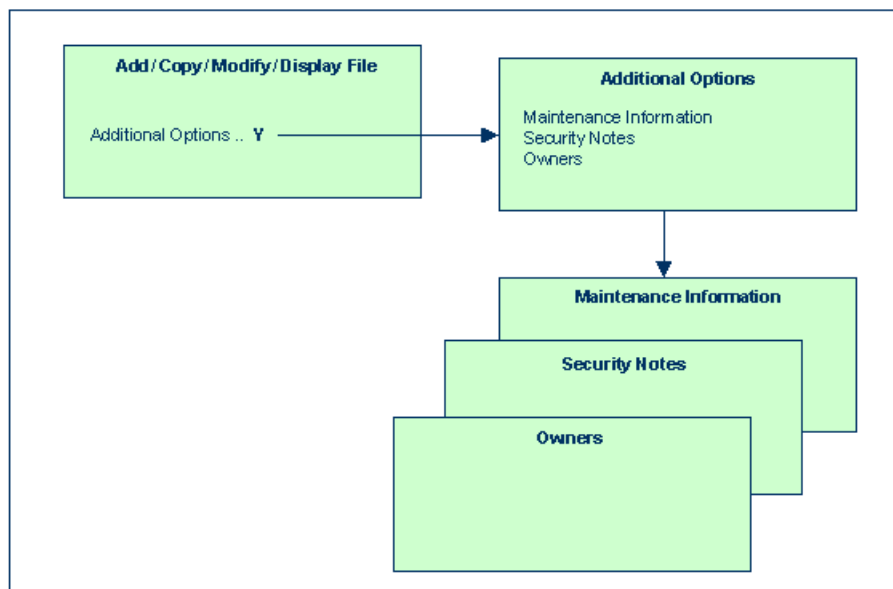 Add/Copy/Modify/Display File
Additional Options .. Y
Additional Options
Maintenance Information
Security Notes
Owners
Maintenance Information
Security Notes
Owners